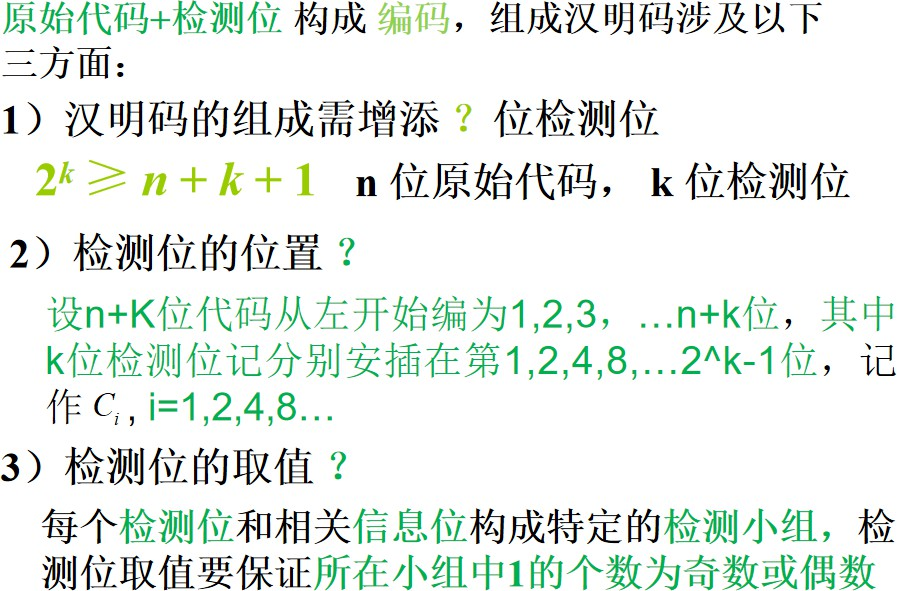 原始代码+检测位 构成 编码，组成汉明码涉及以下
三方面：
1）汉明码的组成需增添 ？位检测位
2ᵏ ≥ n + k + 1 n 位原始代码， k 位检测位
2）检测位的位置 ？
设n+K位代码从左开始编为1,2,3，…n+k位，其中
k位检测位记分别安插在第1,2,4,8,…2^k-1位，记
作 Cᵢ , i=1,2,4,8…
3）检测位的取值 ？
每个检测位和相关信息位构成特定的检测小组，检
测位取值要保证所在小组中1的个数为奇数或偶数